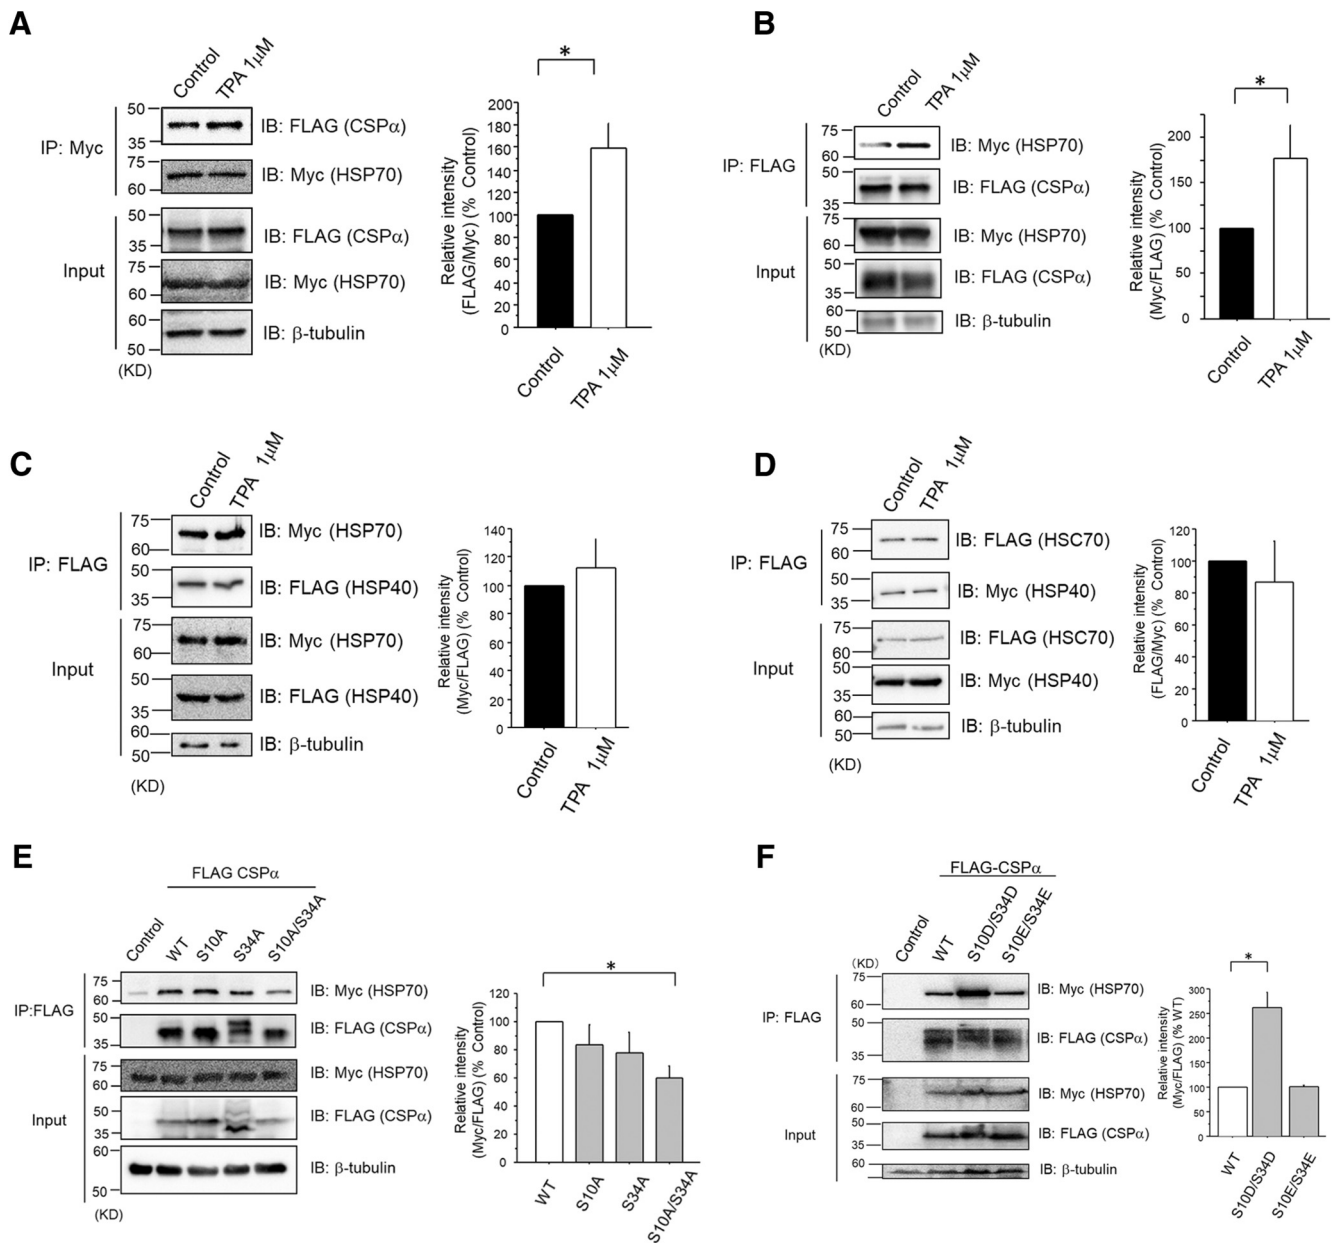 A
Control
TPA 1μM
IP: Myc
50
35
IB: FLAG (CSPα)
75
60
IB: Myc (HSP70)
Input
50
35
IB: FLAG (CSPα)
75
60
IB: Myc (HSP70)
60
50
IB: β-tubulin
(KD)
*
Relative intensity
(FLAG/Myc) (% Control)
200
180
160
140
120
100
80
60
40
20
0
Control
TPA 1μM
B
Control
TPA 1μM
IP: FLAG
75
60
IB: Myc (HSP70)
50
35
IB: FLAG (CSPα)
Input
75
60
IB: Myc (HSP70)
50
35
IB: FLAG (CSPα)
60
50
IB: β-tubulin
(KD)
*
Relative intensity
(Myc/FLAG) (% Control)
200
150
100
50
0
Control
TPA 1μM
C
Control
TPA 1μM
IP: FLAG
75
60
IB: Myc (HSP70)
50
35
IB: FLAG (HSP40)
Input
75
60
IB: Myc (HSP70)
50
35
IB: FLAG (HSP40)
60
50
IB: β-tubulin
(KD)
Relative intensity
(Myc/FLAG) (% Control)
140
120
100
80
60
40
20
0
Control
TPA 1μM
D
Control
TPA 1μM
IP: FLAG
75
60
IB: FLAG (HSC70)
50
35
IB: Myc (HSP40)
Input
75
60
IB: FLAG (HSC70)
50
35
IB: Myc (HSP40)
60
50
IB: β-tubulin
(KD)
Relative intensity
(FLAG/Myc) (% Control)
120
100
80
60
40
20
0
Control
TPA 1μM
E
FLAG CSPα
Control
WT
S10A
S34A
S10A/S34A
IP:FLAG
75
60
IB: Myc (HSP70)
50
35
IB: FLAG (CSPα)
Input
75
60
IB: Myc (HSP70)
50
35
IB: FLAG (CSPα)
60
50
IB: β-tubulin
(KD)
*
Relative intensity
(Myc/FLAG) (% Control)
120
100
80
60
40
20
0
WT
S10A
S34A
S10A/S34A
F
FLAG-CSPα
(KD)
Control
WT
S10D/S34D
S10E/S34E
IP: FLAG
75
60
IB: Myc (HSP70)
50
35
IB: FLAG (CSPα)
Input
75
60
IB: Myc (HSP70)
50
35
IB: FLAG (CSPα)
60
IB: β-tubulin
*
Relative intensity
(Myc/FLAG) (% WT)
300
250
200
150
100
50
0
WT
S10D/S34D
S10E/S34E